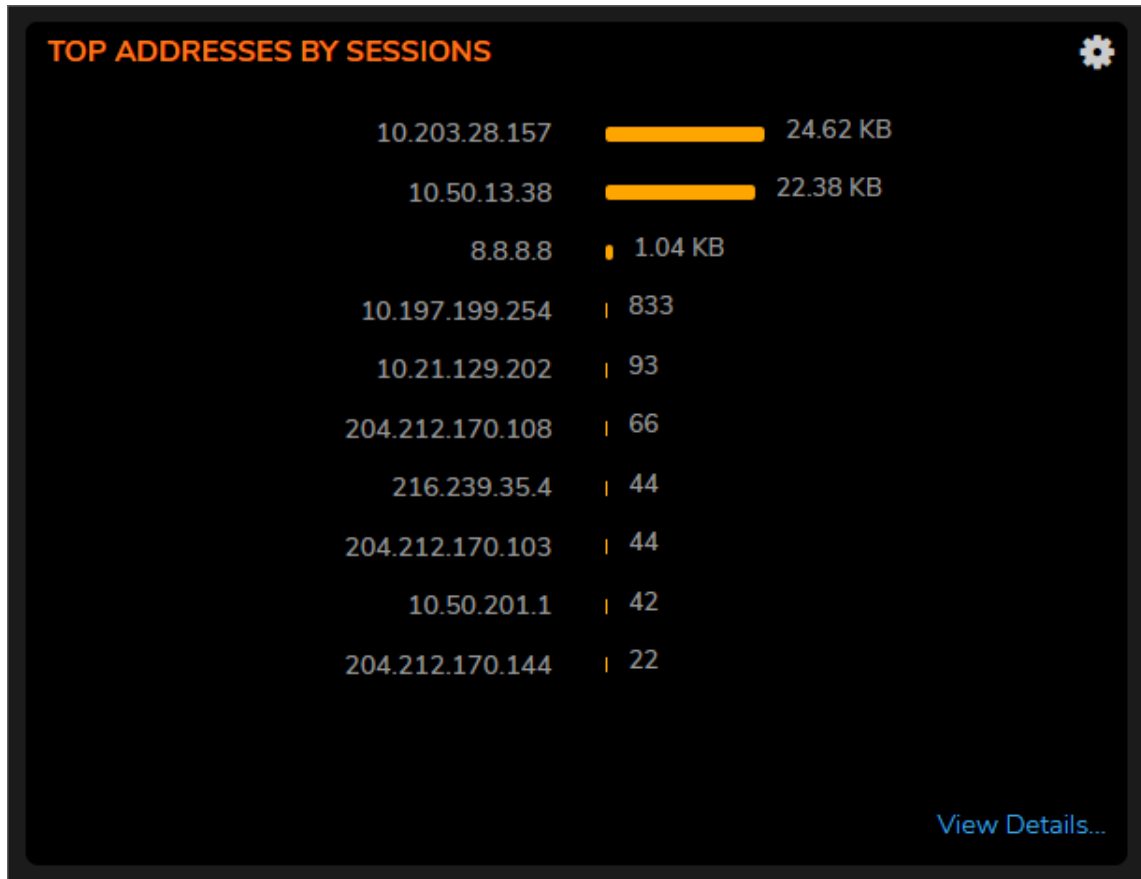 TOP ADDRESSES BY SESSIONS
10.203.28.157 24.62 KB
10.50.13.38 22.38 KB
8.8.8.8 1.04 KB
10.197.199.254 833
10.21.129.202 93
204.212.170.108 66
216.239.35.4 44
204.212.170.103 44
10.50.201.1 42
204.212.170.144 22
View Details...